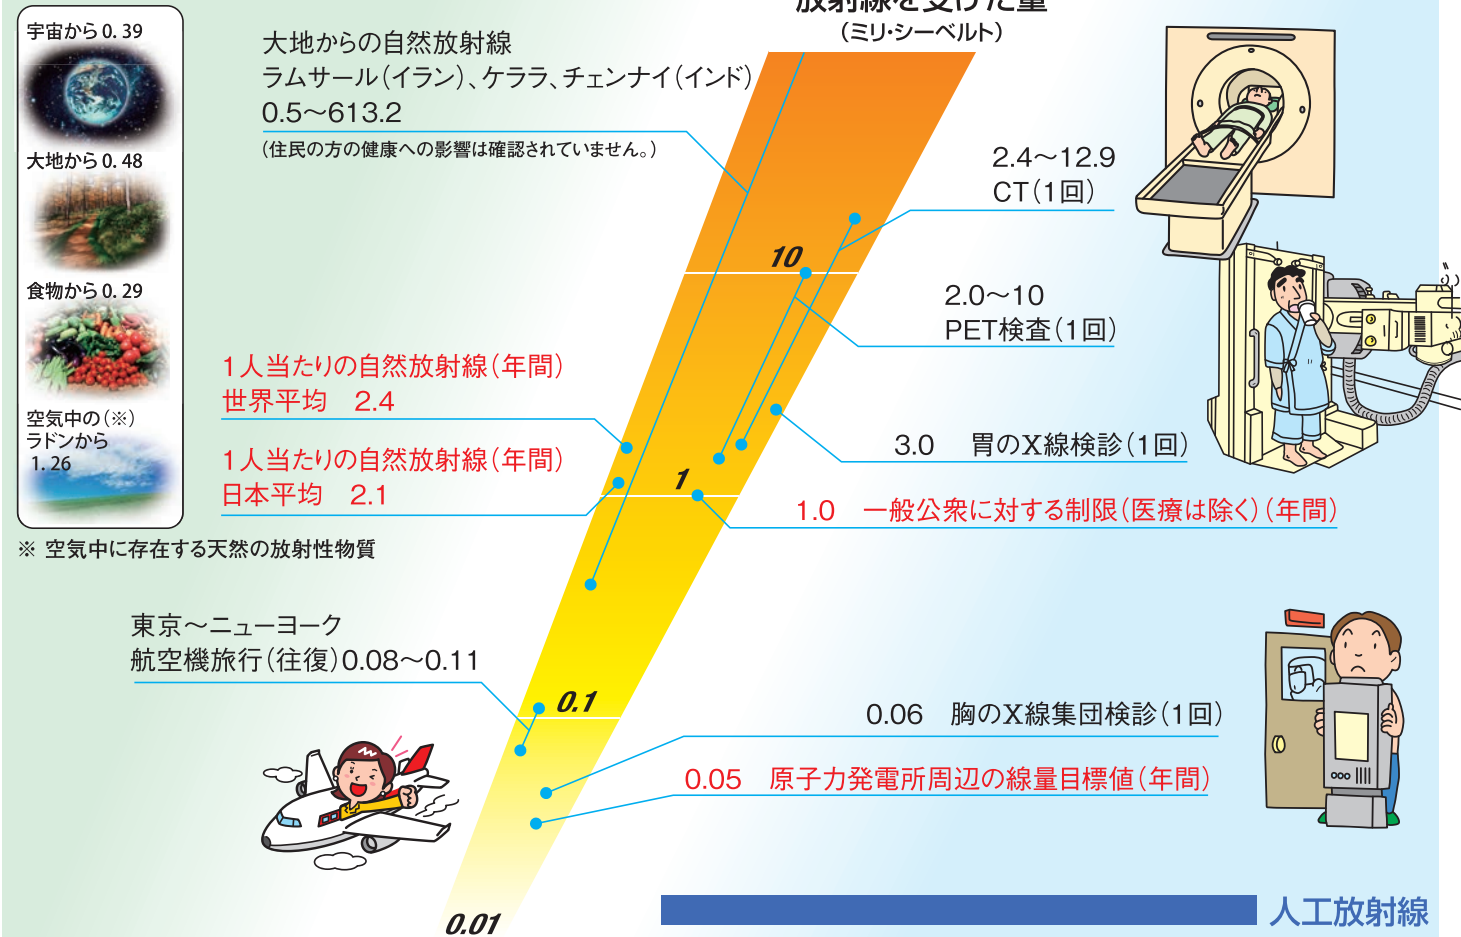 放射線を受けた量
（ミリ・シーベルト）
宇宙から0.39
大地から0.48
食物から0.29
空気中の（※）
ラドンから
1.26
※ 空気中に存在する天然の放射性物質
大地からの自然放射線
ラムサール（イラン）、ケララ、チェンナイ（インド）
0.5〜613.2
（住民の方の健康への影響は確認されていません。）
1人当たりの自然放射線（年間）
世界平均　2.4
1人当たりの自然放射線（年間）
日本平均　2.1
東京〜ニューヨーク
航空機旅行（往復）0.08〜0.11
10
1
0.1
0.01
2.4〜12.9
CT（1回）
2.0〜10
PET検査（1回）
3.0　胃のX線検診（1回）
1.0　一般公衆に対する制限（医療は除く）（年間）
0.06　胸のX線集団検診（1回）
0.05　原子力発電所周辺の線量目標値（年間）
人工放射線